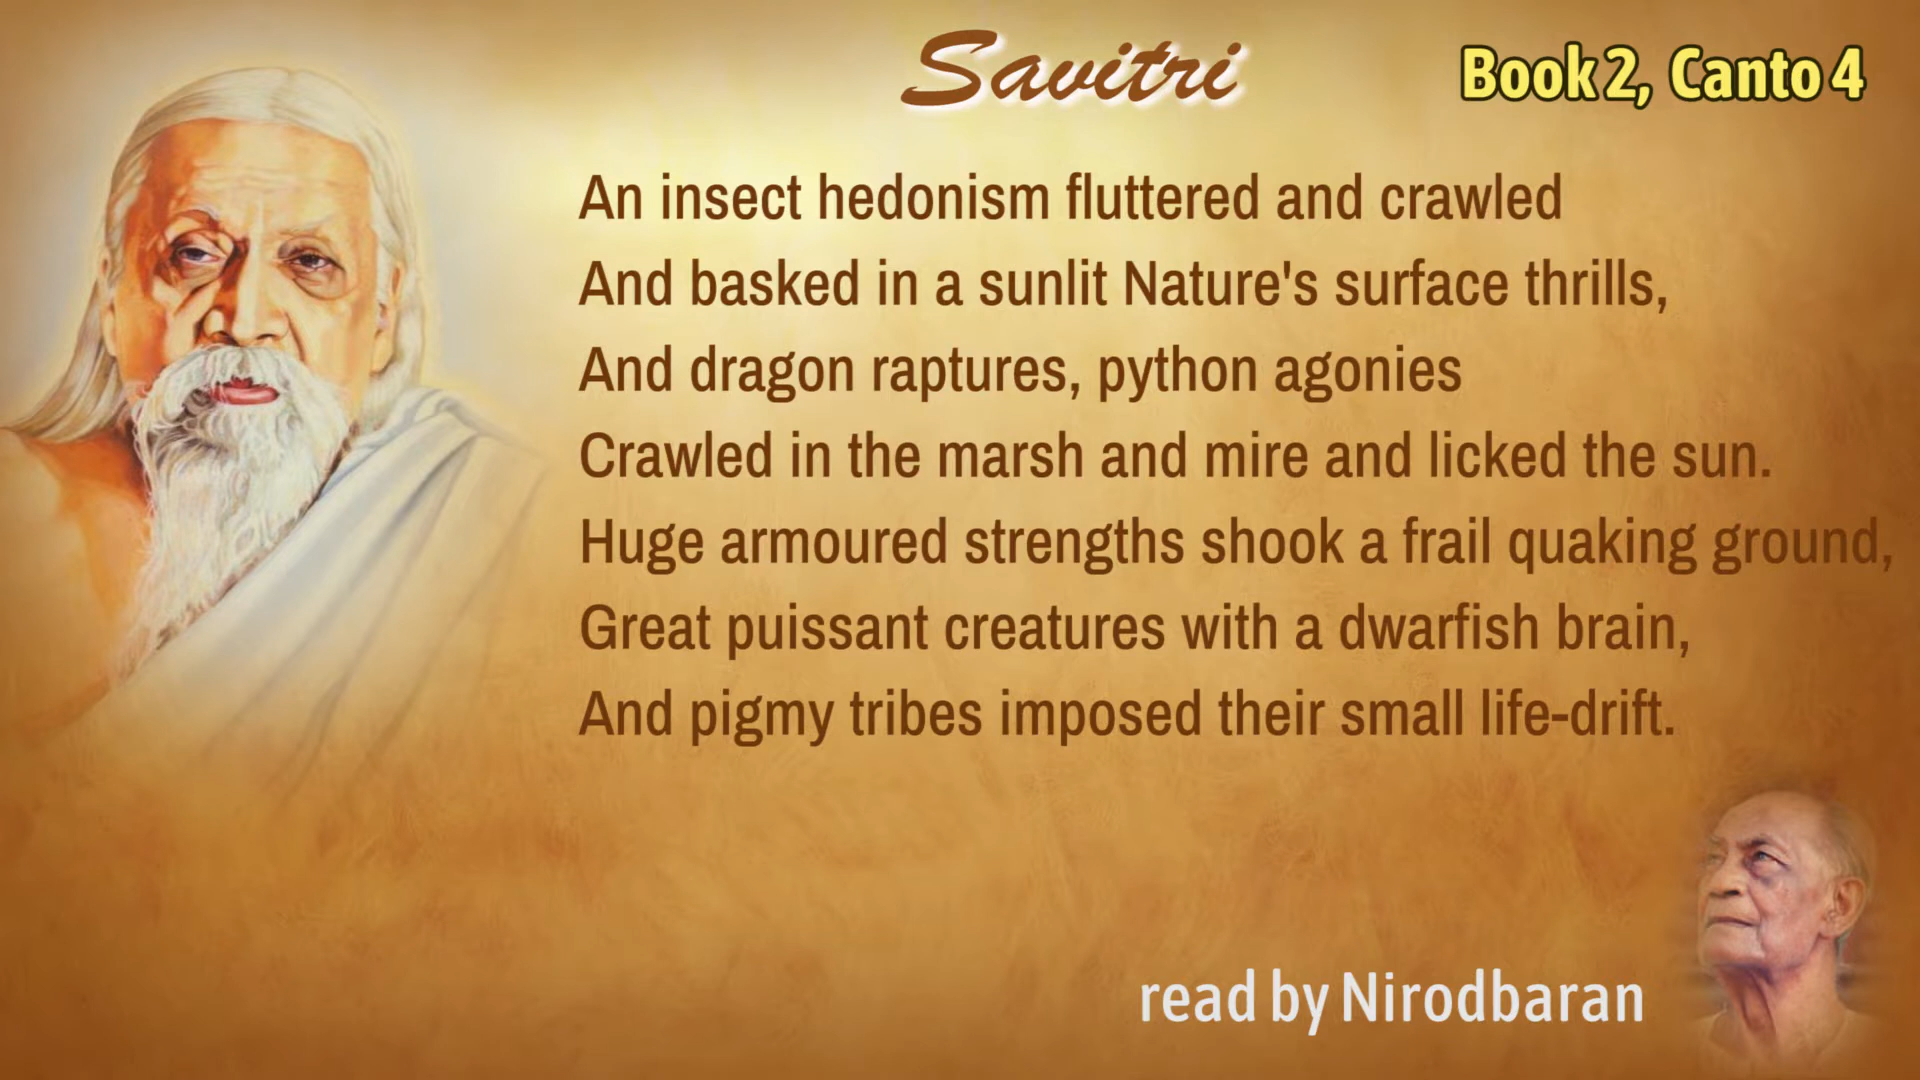 Savitri
Book 2, Canto 4
An insect hedonism fluttered and crawled
And basked in a sunlit Nature's surface thrills,
And dragon raptures, python agonies
Crawled in the marsh and mire and licked the sun.
Huge armoured strengths shook a frail quaking ground,
Great puissant creatures with a dwarfish brain,
And pigmy tribes imposed their small life-drift.
read by Nirodbaran